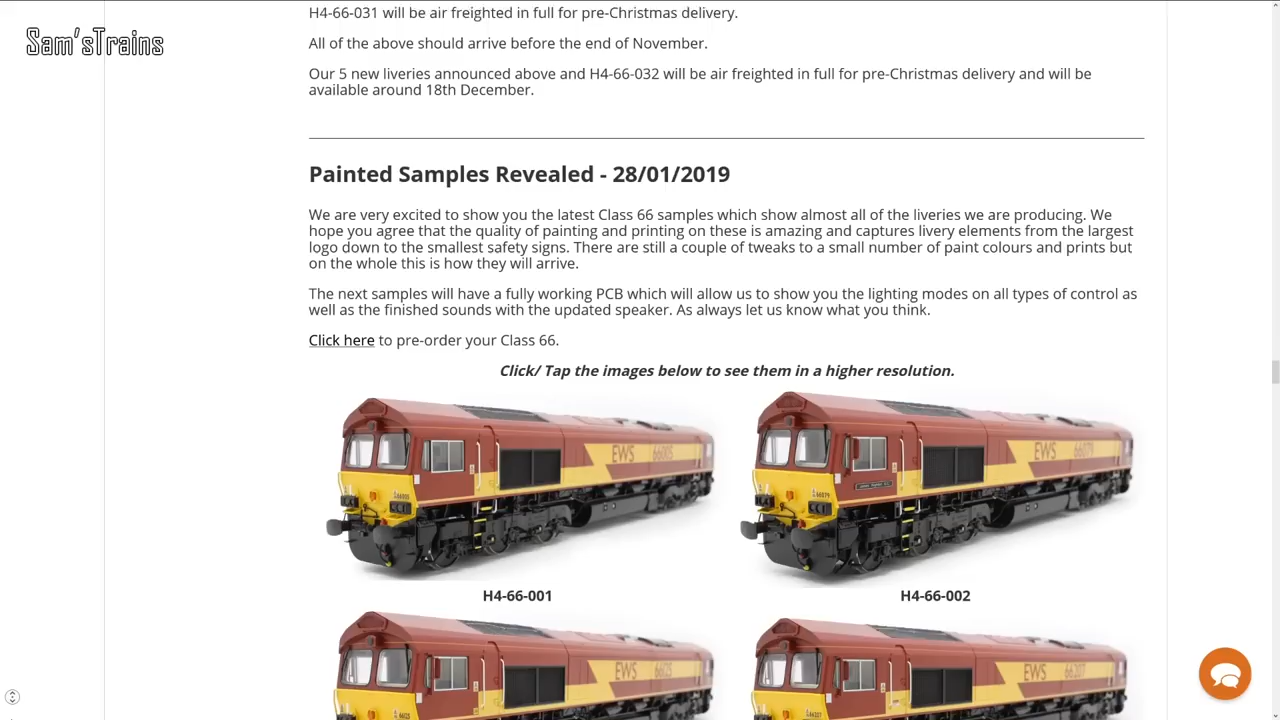 H4-66-031 will be air freighted in full for pre-Christmas delivery.
Sam'sTrains
All of the above should arrive before the end of November.
Our 5 new liveries announced above and H4-66-032 will be air freighted in full for pre-Christmas delivery and will be
available around 18th December.
Painted Samples Revealed - 28/01/2019
We are very excited to show you the latest Class 66 samples which show almost all of the liveries we are producing. We
hope you agree that the quality of painting and printing on these is amazing and captures livery elements from the largest
logo down to the smallest safety signs. There are still a couple of tweaks to a small number of paint colours and prints but
on the whole this is how they will arrive.
The next samples will have a fully working PCB which will allow us to show you the lighting modes on all types of control as
well as the finished sounds with the updated speaker. As always let us know what you think.
Click here to pre-order your Class 66.
Click/ Tap the images below to see them in a higher resolution.
EWS 66005
EWS 66079
66005
66079
H4-66-001
H4-66-002
EWS
EWS 66207
66207